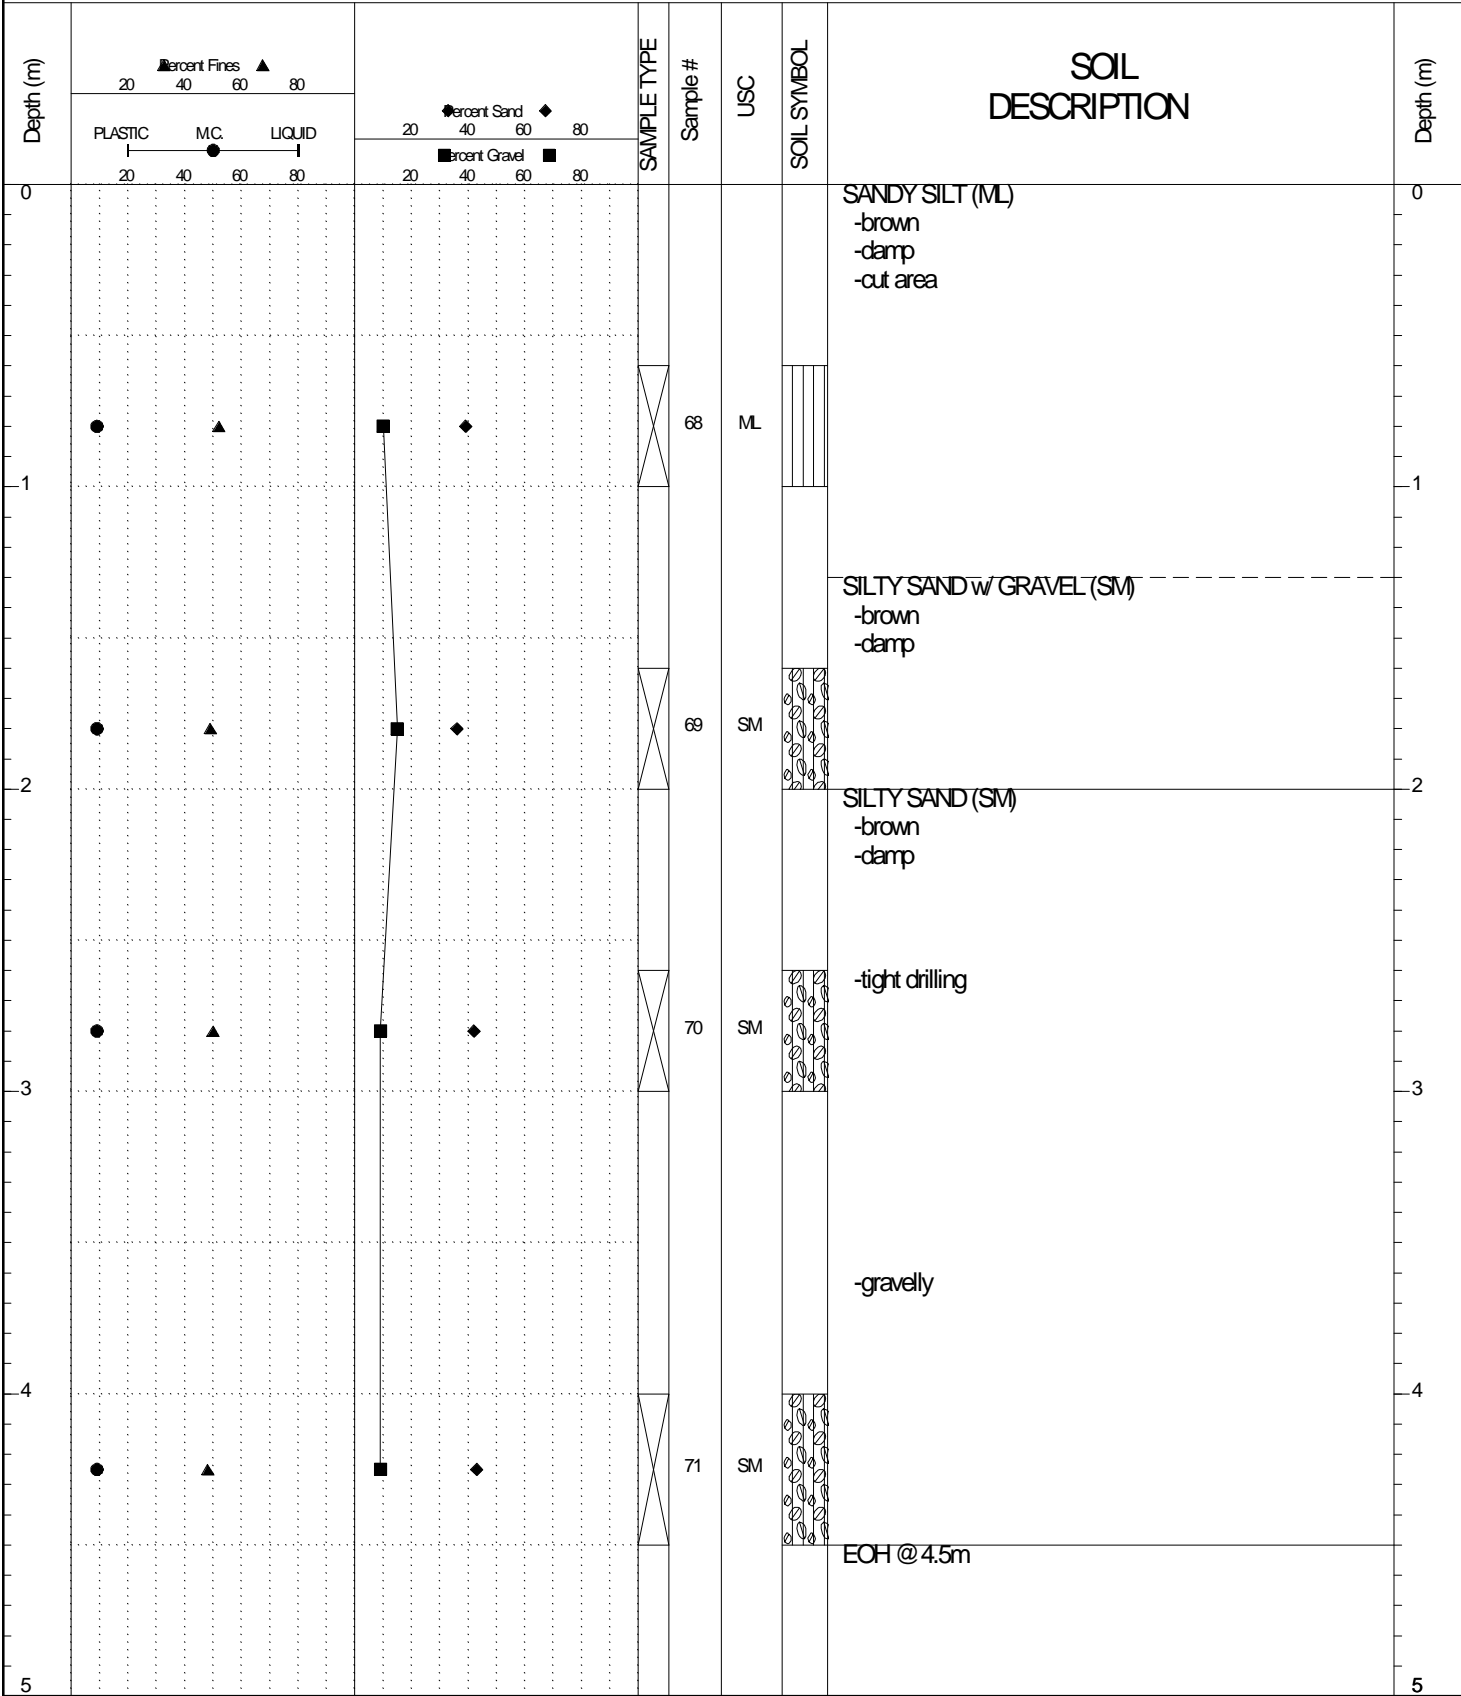 Depth (m)
Percent Fines
20 40 60 80
PLASTIC M.C. LIQUID
20 40 60 80
Percent Sand
20 40 60 80
Percent Gravel
20 40 60 80
SAMPLE TYPE
Sample #
USC
SOIL SYMBOL
SOIL
DESCRIPTION
Depth (m)
0 SANDY SILT (ML) 0
-brown
-damp
-cut area
68 ML
1 1
SILTY SAND w/ GRAVEL (SM)
-brown
-damp
69 SM
2 2
SILTY SAND (SM)
-brown
-damp
-tight drilling
70 SM
3 3
-gravelly
4 4
71 SM
EOH @ 4.5m
5 5